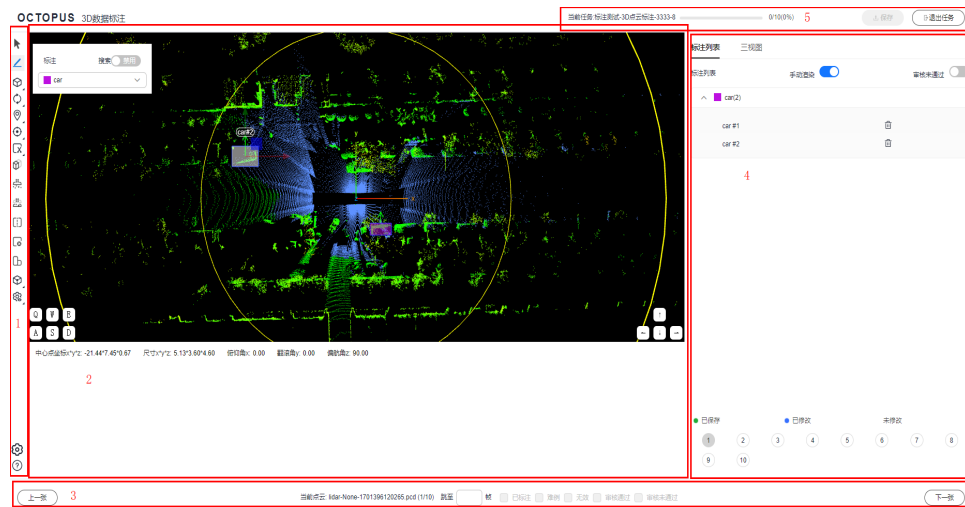 OCTOPUS 3D数据标注
当前任务:标注测试-3D点云标注-3333-8 0/10(0%) 5 保存 退出任务
标注 搜索 禁用
car
car#2
Q W E
A S D
↑
← ↓ →
中心点坐标x*y*z: -21.44*7.45*0.67 尺寸x*y*z: 5.13*3.60*4.60 俯仰角x: 0.00 翻滚角y: 0.00 偏航角z: 90.00
1
2
标注列表 三视图
标注列表 手动渲染 审核未通过
car(2)
car #1
car #2
4
已保存 已修改 未修改
1 2 3 4 5 6 7 8
9 10
上一张 3 当前点云: lidar-None-1701396120265.pcd (1/10) 跳至 帧 已标注 难例 无效 审核通过 审核未通过 下一张